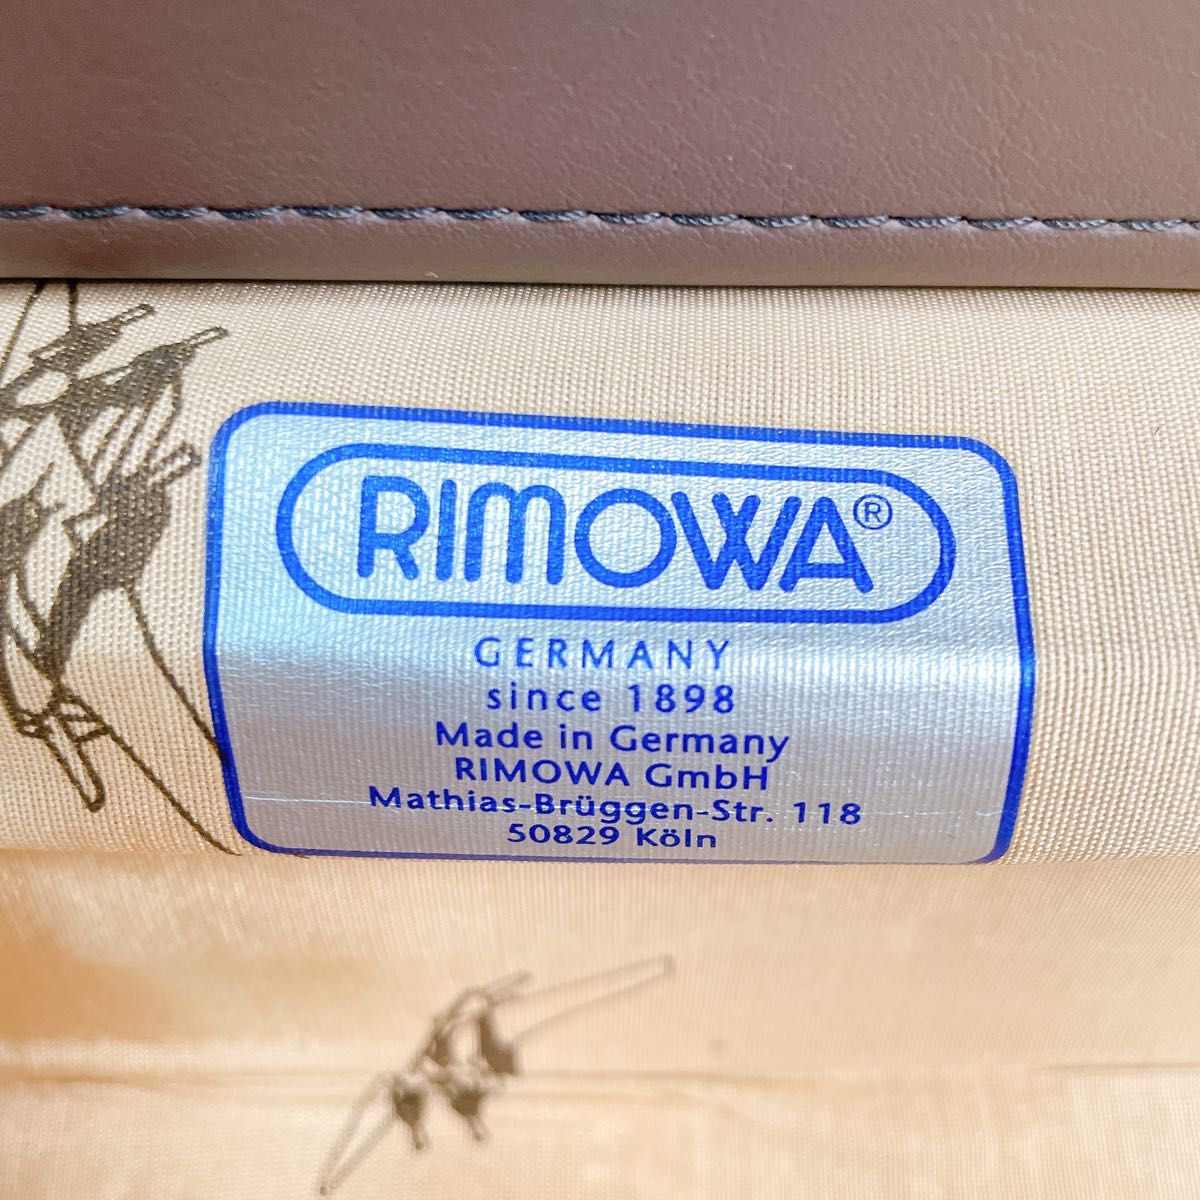 RIMOWA®
GERMANY
since 1898
Made in Germany
RIMOWA GmbH
Mathias-Brüggen-Str. 118
50829 Köln